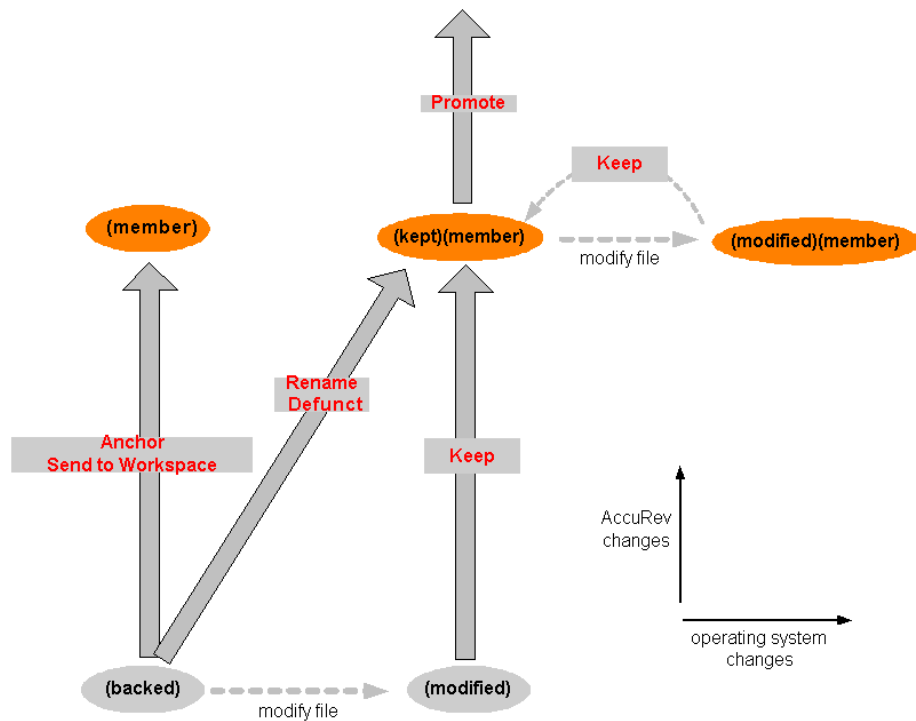 Promote
Keep
(member)
(kept)(member)
(modified)(member)
modify file
Rename
Defunct
Anchor
Send to Workspace
Keep
AccuRev
changes
operating system
changes
(backed)
(modified)
modify file